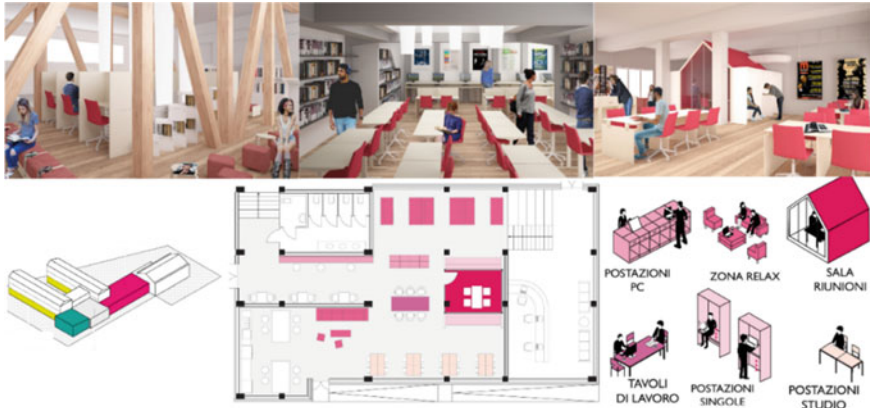 POSTAZIONI
PC
ZONA RELAX
SALA
RIUNIONI
TAVOLI
DI LAVORO
POSTAZIONI
SINGOLE
POSTAZIONI
STUDIO